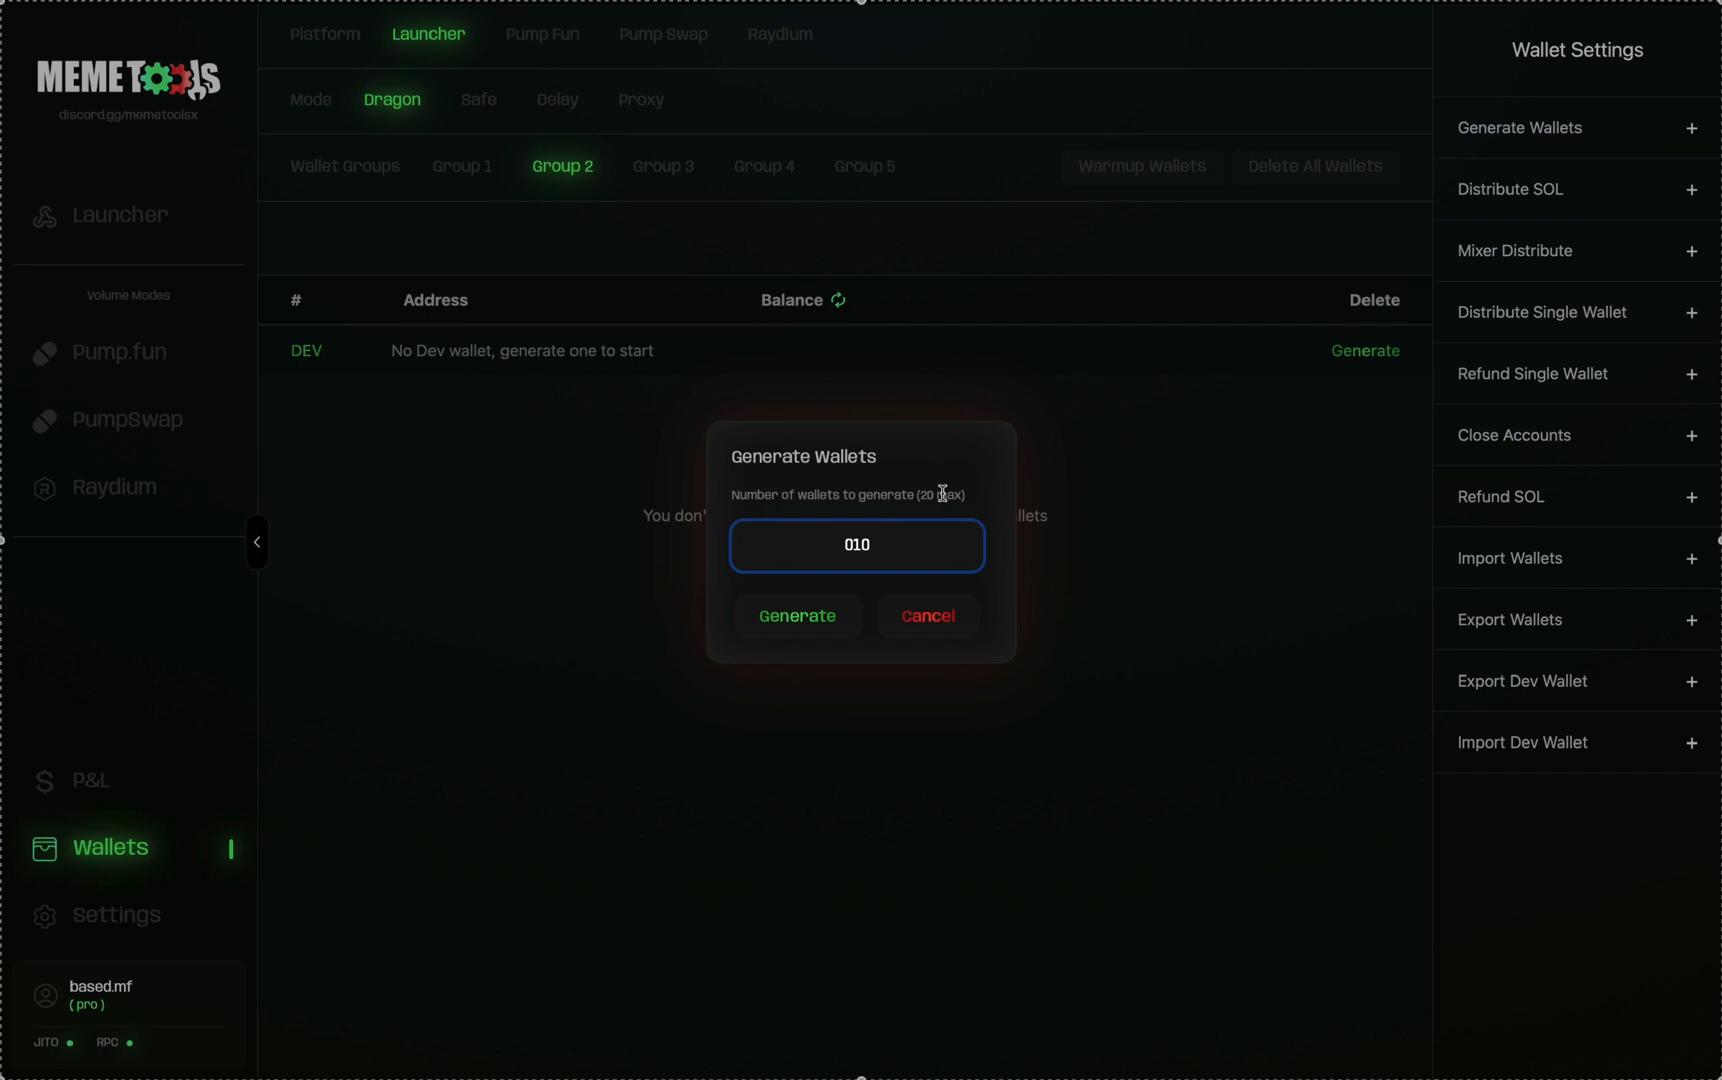 MEMETOOLS
discord.gg/memetoolsx
Launcher
Volume Modes
Pump.fun
PumpSwap
Raydium
P&L
Wallets
Settings
based.mf
( pro )
JITO RPC
Platform Launcher Pump Fun Pump Swap Raydium
Mode Dragon Safe Delay Proxy
Wallet Groups Group 1 Group 2 Group 3 Group 4 Group 5 Warmup Wallets Delete All Wallets
# Address Balance Delete
DEV No Dev wallet, generate one to start Generate
You don'
Generate Wallets
Number of wallets to generate (20 max)
010
Generate Cancel
Wallet Settings
Generate Wallets +
Distribute SOL +
Mixer Distribute +
Distribute Single Wallet +
Refund Single Wallet +
Close Accounts +
Refund SOL +
Import Wallets +
Export Wallets +
Export Dev Wallet +
Import Dev Wallet +